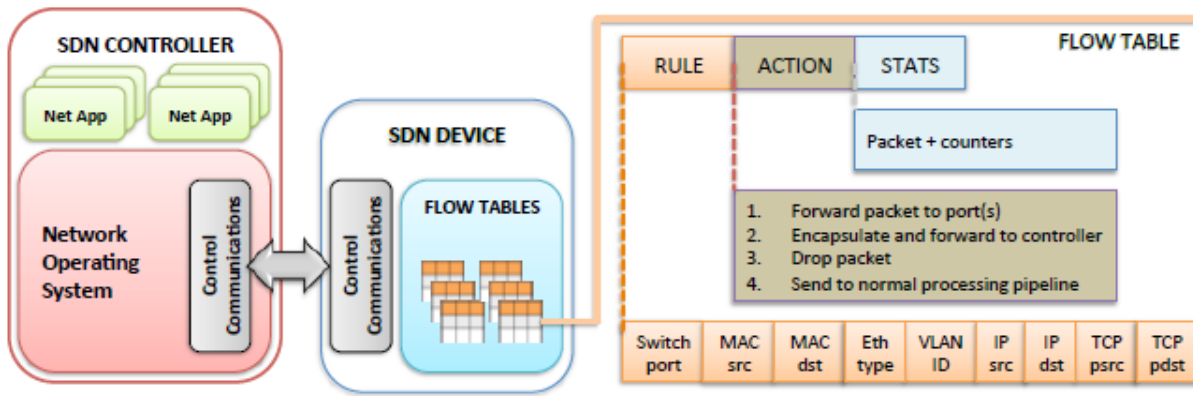 SDN CONTROLLER
Net App
Net App
Network
Operating
System
Control
Communications
SDN DEVICE
Control
Communications
FLOW TABLES
FLOW TABLE
RULE
ACTION
STATS
Packet + counters
1. Forward packet to port(s)
2. Encapsulate and forward to controller
3. Drop packet
4. Send to normal processing pipeline
Switch
port
MAC
src
MAC
dst
Eth
type
VLAN
ID
IP
src
IP
dst
TCP
psrc
TCP
pdst